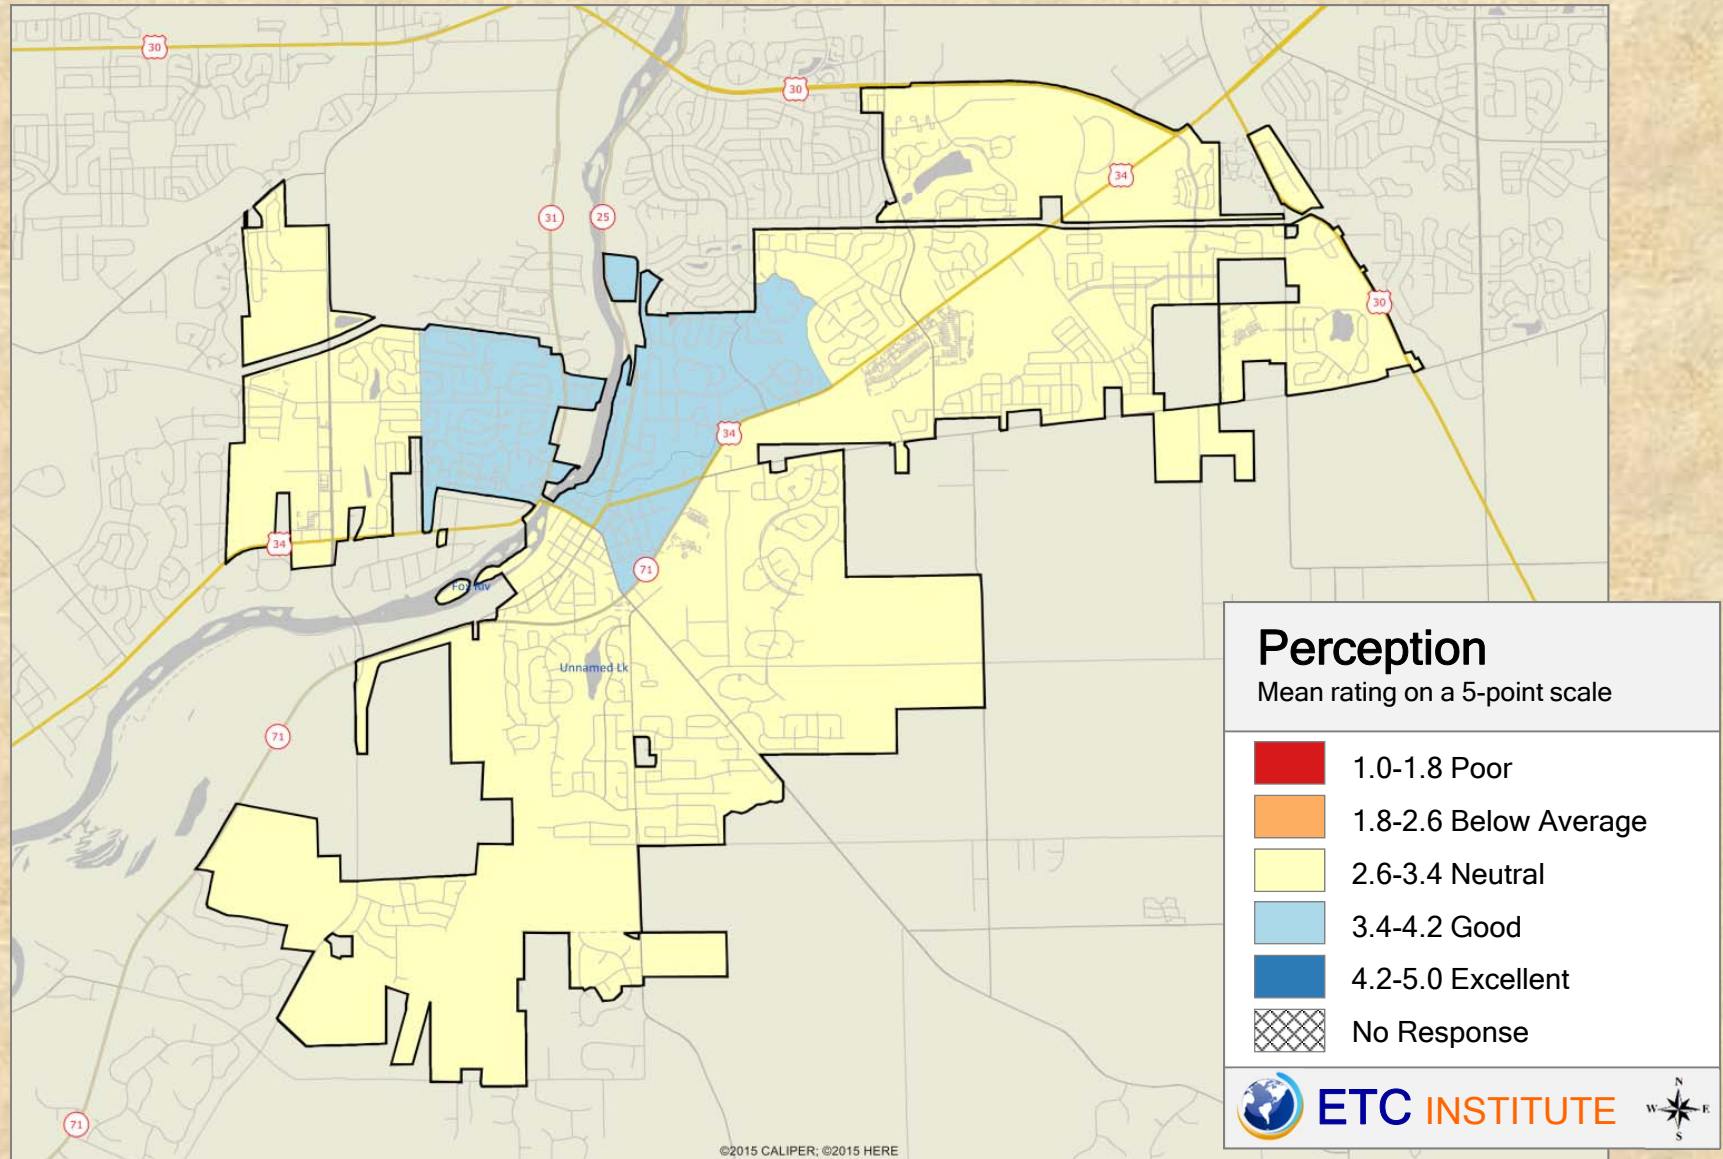 30
30
34
31
25
30
34
34
71
Fox Riv
Unnamed Lk
71
71
Perception
Mean rating on a 5-point scale
1.0-1.8 Poor
1.8-2.6 Below Average
2.6-3.4 Neutral
3.4-4.2 Good
4.2-5.0 Excellent
No Response
ETC INSTITUTE
N
W E
S
©2015 CALIPER; ©2015 HERE